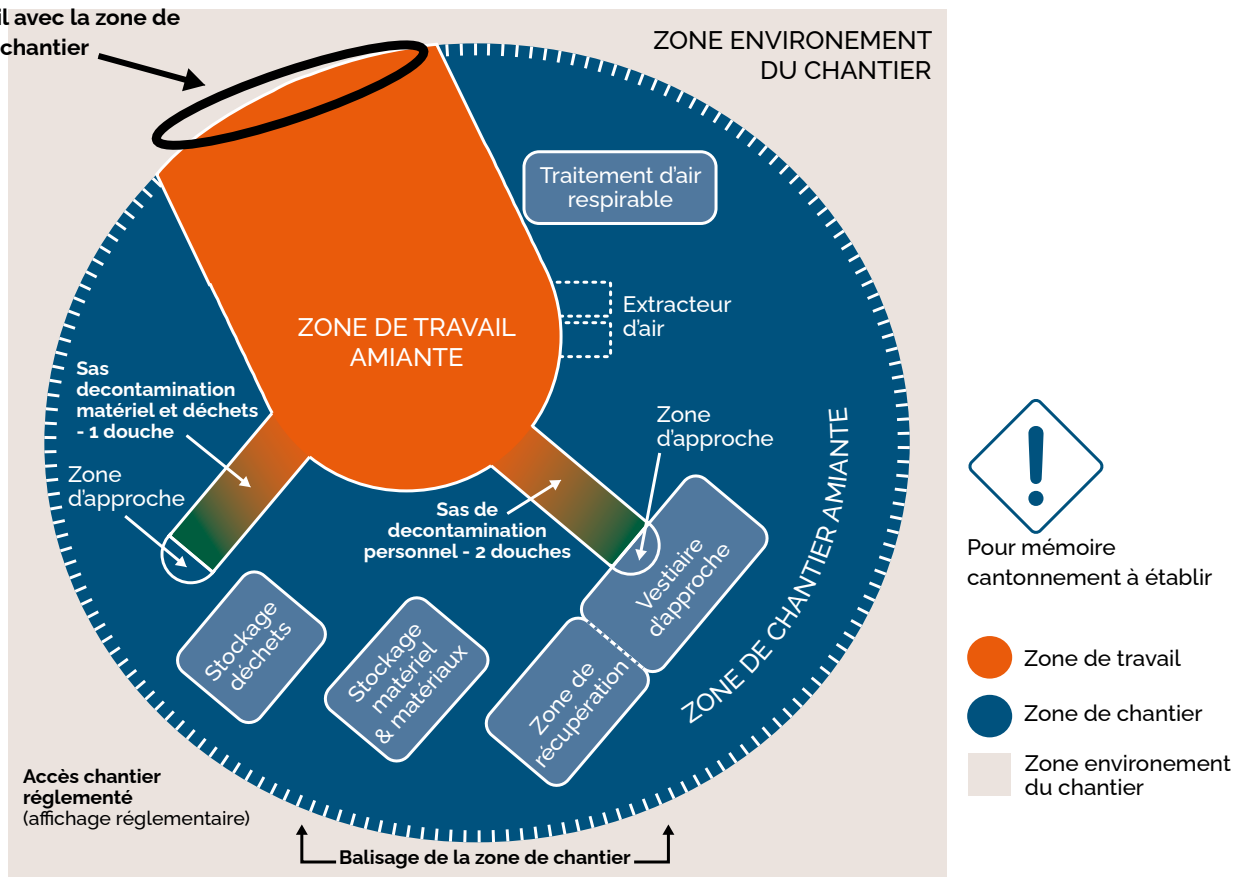 avec la zone de
chantier
ZONE ENVIRONEMENT
DU CHANTIER
Traitement d’air
respirable
Extracteur
d’air
ZONE DE TRAVAIL
AMIANTE
Sas
decontamination
matériel et déchets
- 1 douche
Zone
d’approche
Zone
d’approche
Sas de
decontamination
personnel - 2 douches
Vestiaire
d’approche
Zone de
récupération
Stockage
matériel
& matériaux
Stockage
déchets
ZONE DE CHANTIER AMIANTE
Accès chantier
réglementé
(affichage réglementaire)
Balisage de la zone de chantier
Pour mémoire
cantonnement à établir
Zone de travail
Zone de chantier
Zone environement
du chantier